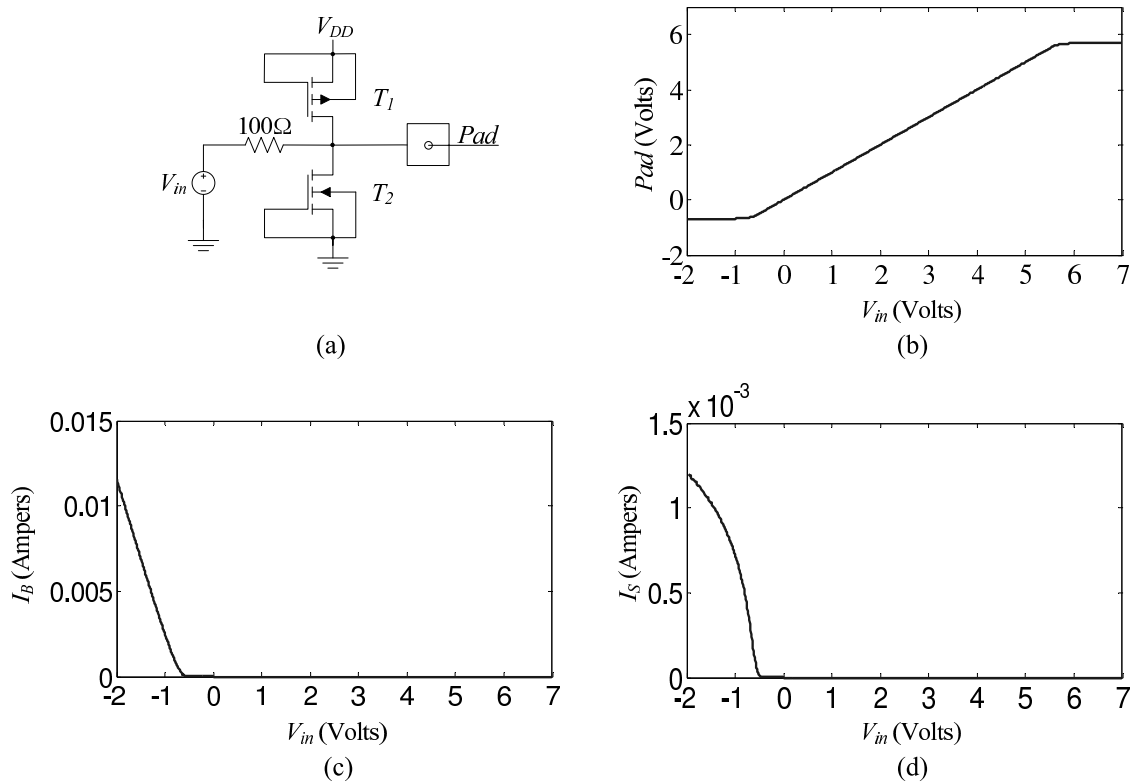 V_DD
T_1
100Ω
Pad
V_in
+
-
T_2
(a)
6
4
2
0
-2
Pad (Volts)
-2 -1 0 1 2 3 4 5 6 7
V_in (Volts)
(b)
0.015
0.01
0.005
0
I_B (Ampers)
-2 -1 0 1 2 3 4 5 6 7
V_in (Volts)
(c)
x 10^-3
1.5
1
0.5
0
I_S (Ampers)
-2 -1 0 1 2 3 4 5 6 7
V_in (Volts)
(d)